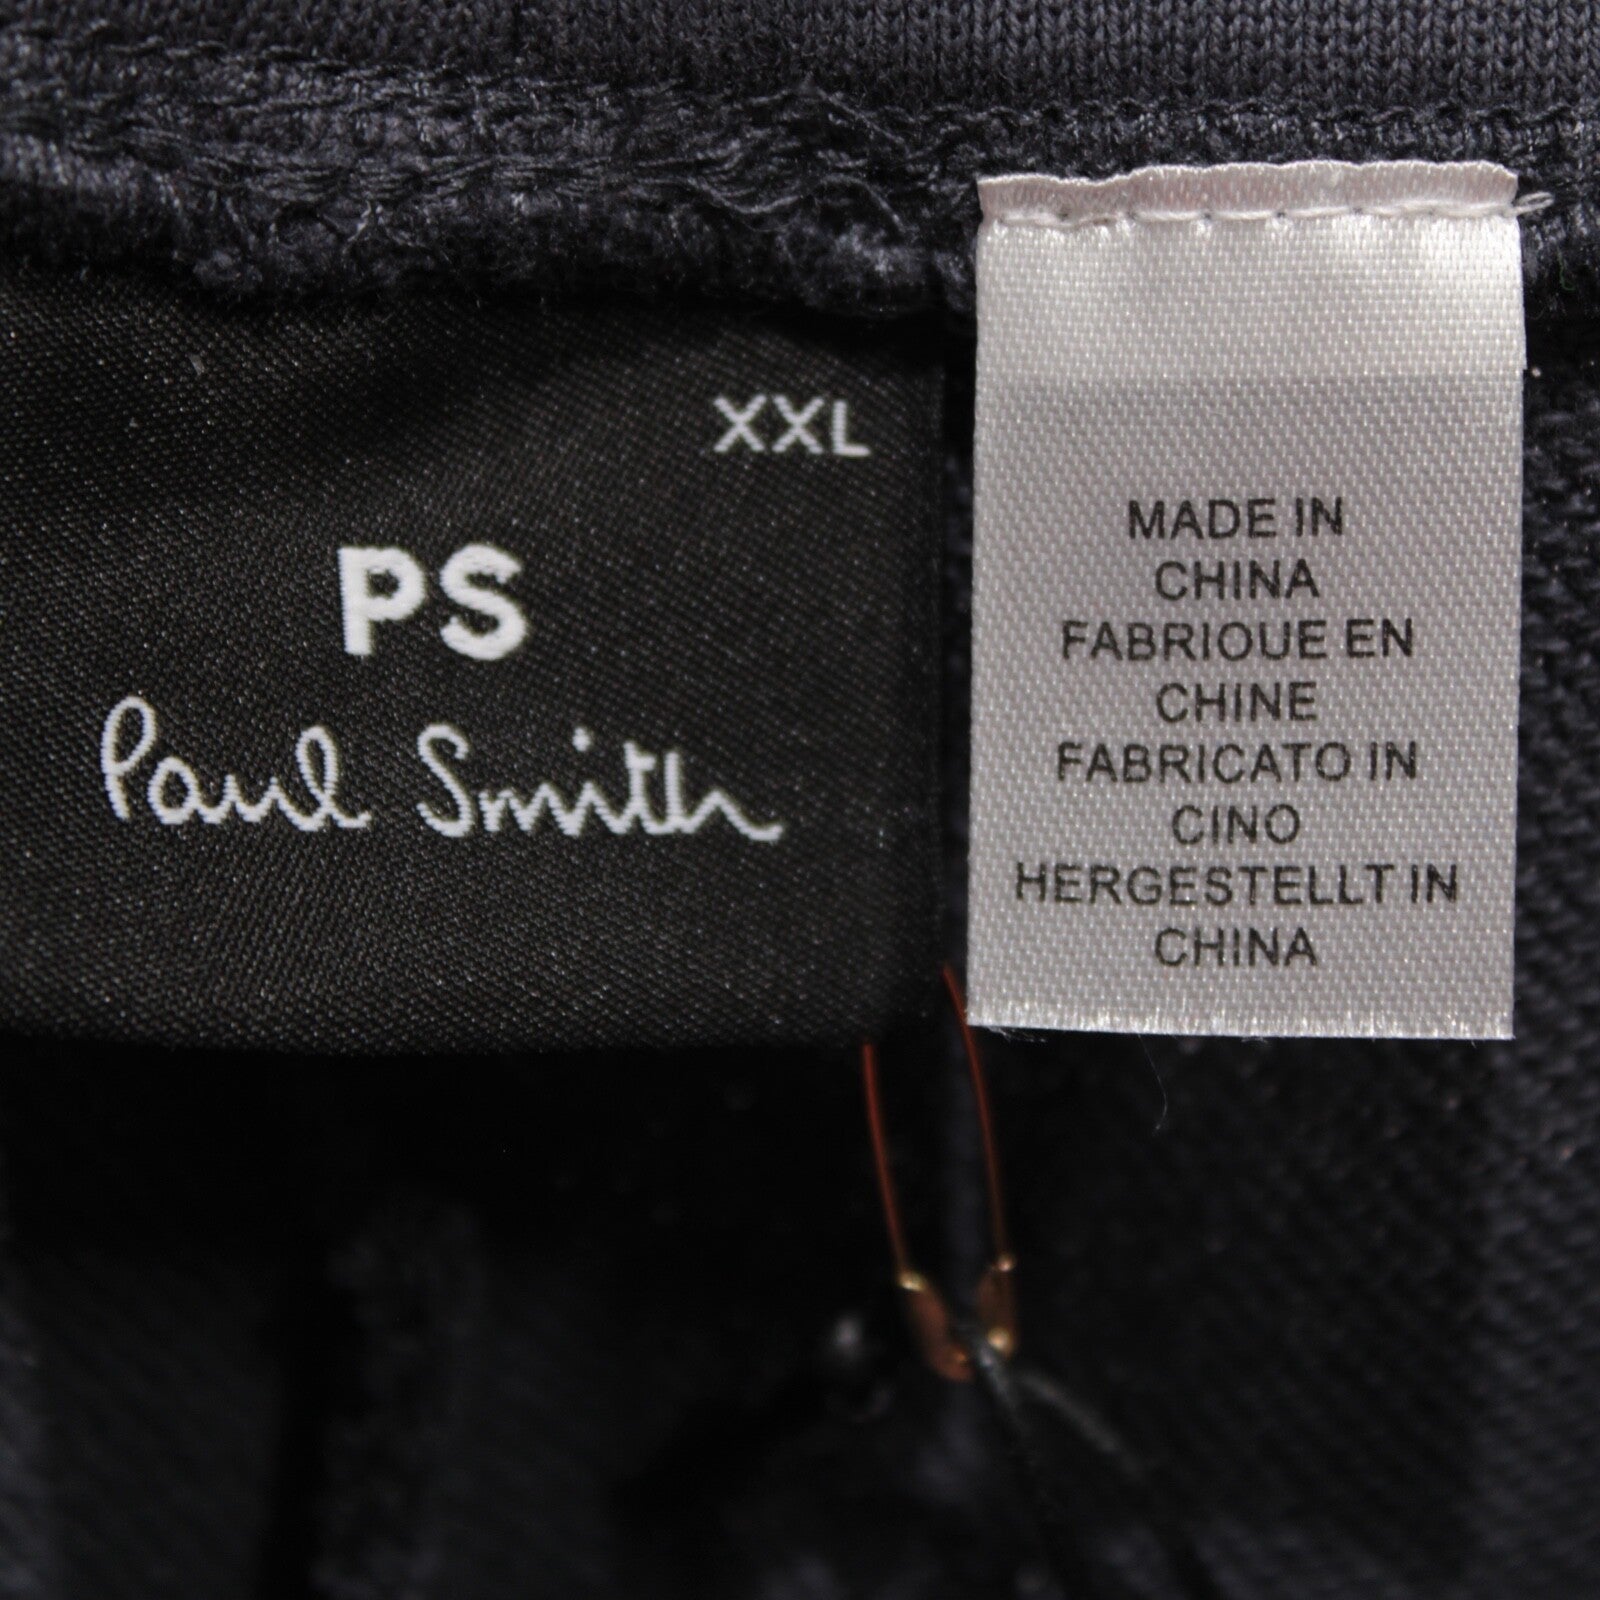 XXL
PS
Paul Smith
MADE IN
CHINA
FABRIOUE EN
CHINE
FABRICATO IN
CINO
HERGESTELLT IN
CHINA